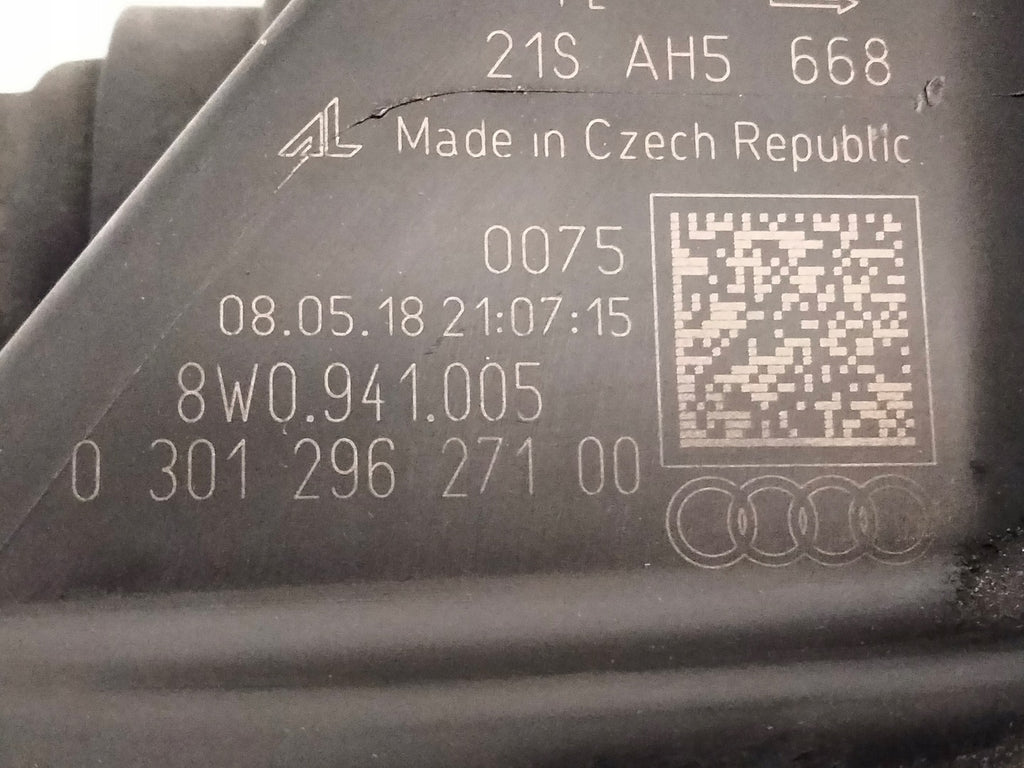 21S AH5 668
AL Made in Czech Republic
0075
08.05.18 21:07:15
8W0.941.005
0 301 296 271 00